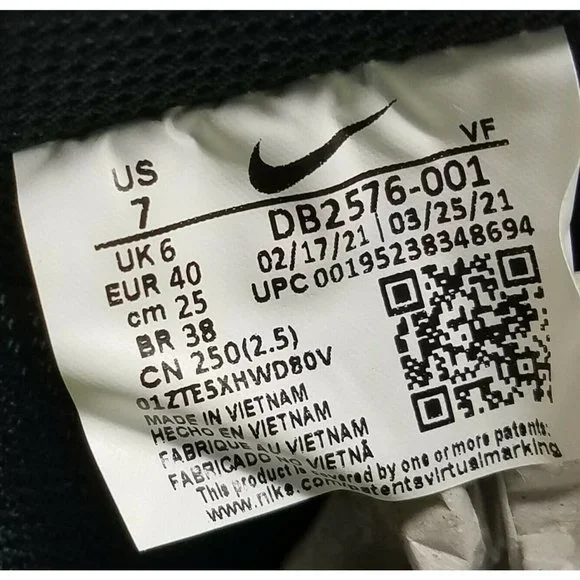 US
7
VF
DB2576-001
02/17/21 | 03/25/21
UPC 00195238348694
UK 6
EUR 40
cm 25
BR 38
CN 250(2.5)
01ZTE5XHWD80V
MADE IN VIETNAM
HECHO EN VIETNAM
FABRIQUE AU VIETNAM
FABRICADO NO VIETNÃ
This product is covered by one or more patents:
www.nike.com/patentsvirtualmarking